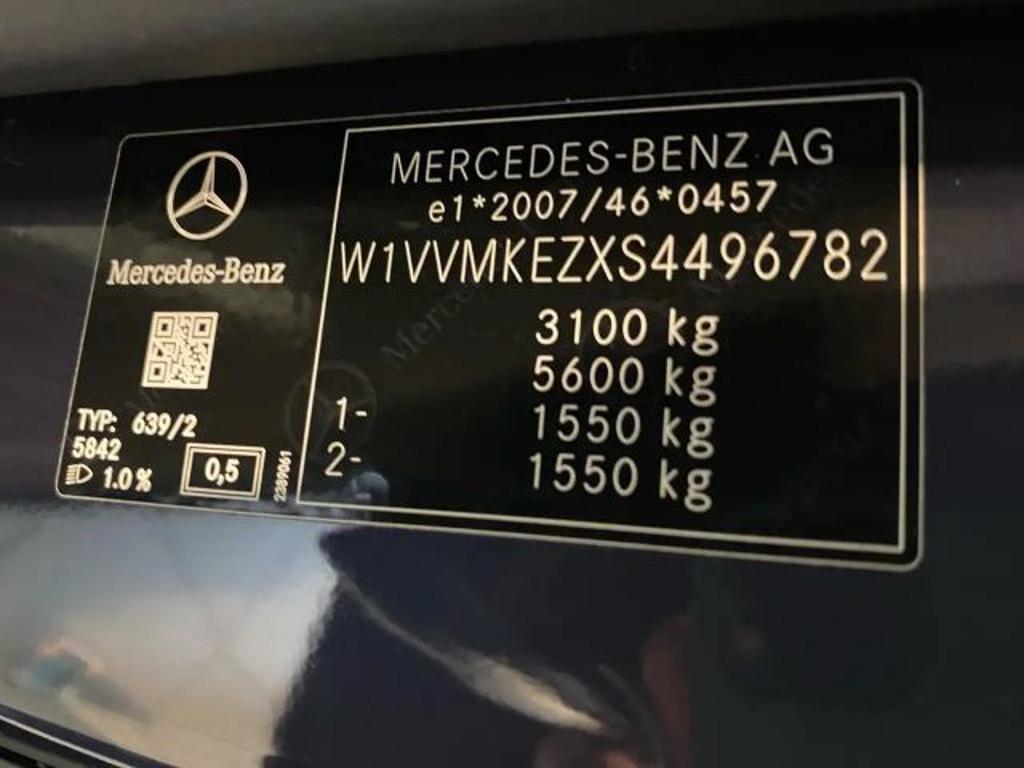 Mercedes-Benz
TYP: 639/2
5842
1.0 %
0,5
2389061
MERCEDES-BENZ AG
e1*2007/46*0457
W1VVMKEZXS4496782
3100 kg
5600 kg
1- 1550 kg
2- 1550 kg